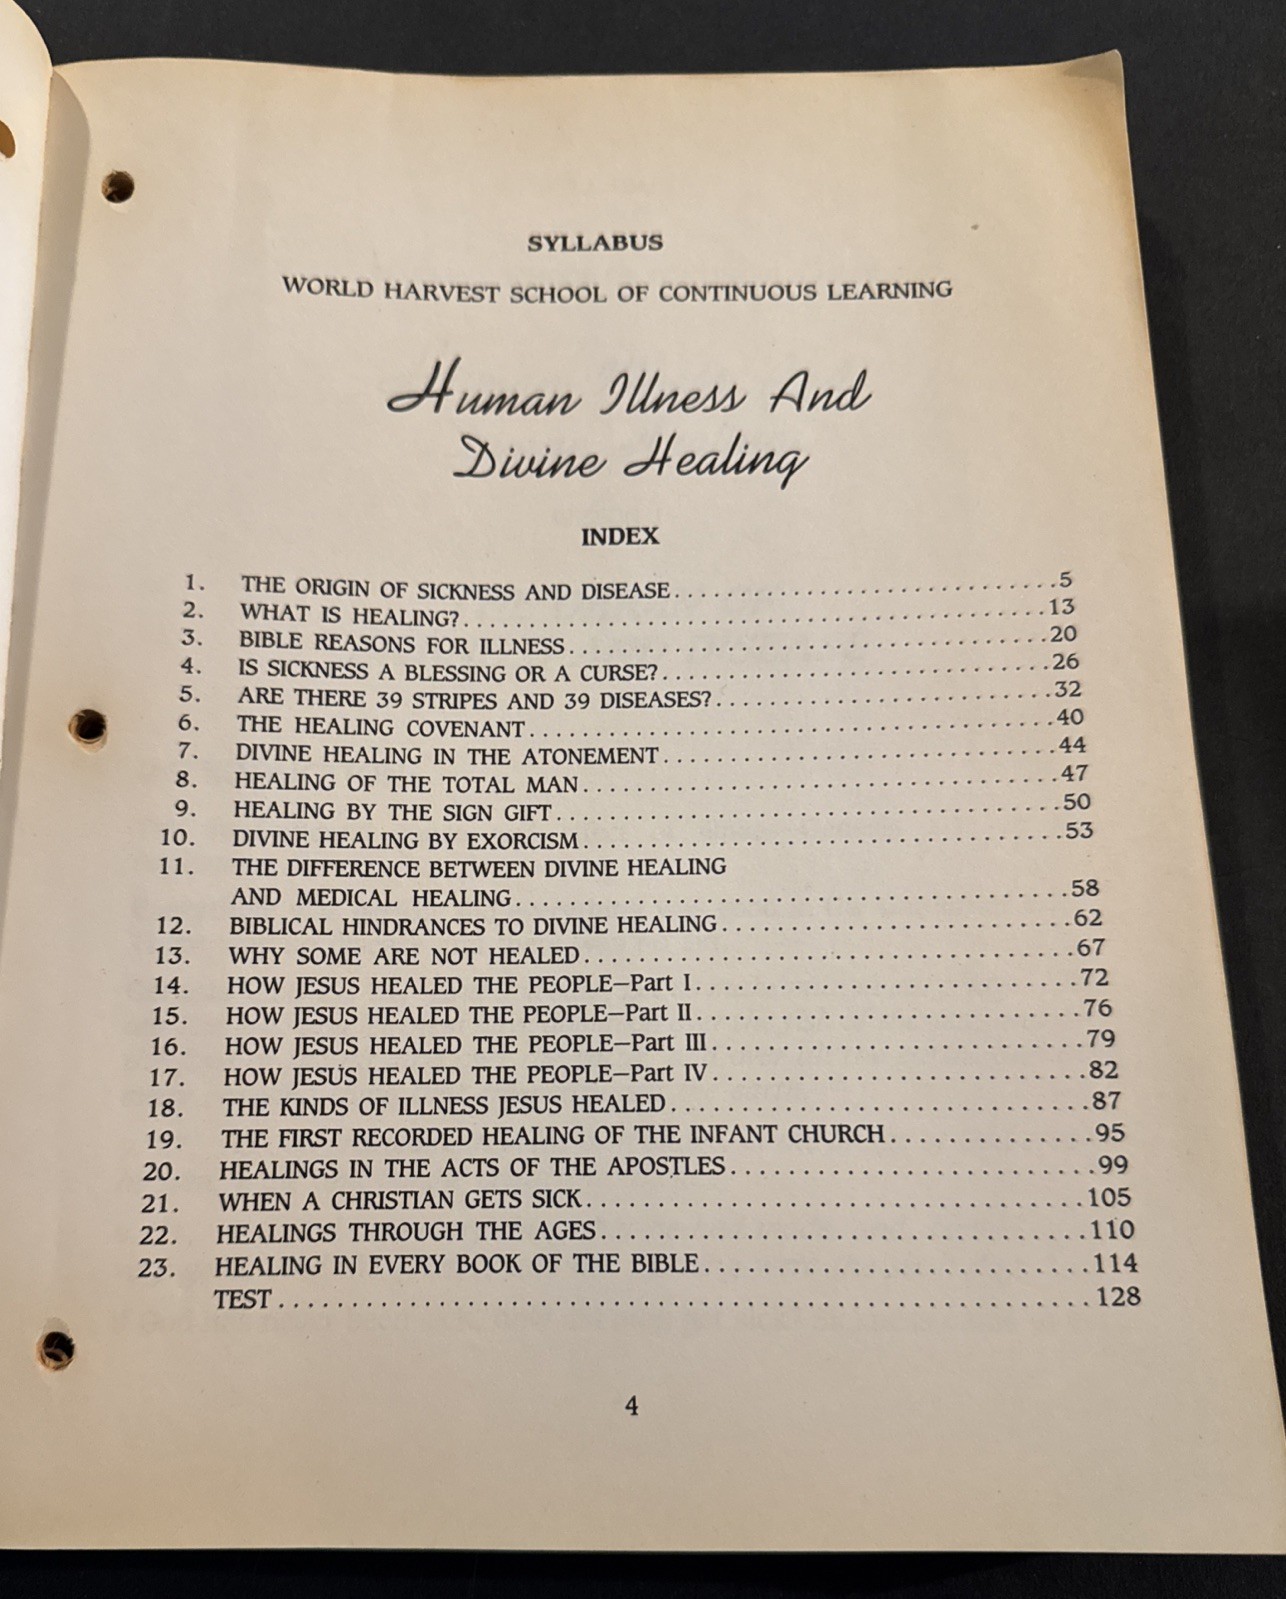 SYLLABUS
WORLD HARVEST SCHOOL OF CONTINUOUS LEARNING
Human Illness And
Divine Healing
INDEX
1. THE ORIGIN OF SICKNESS AND DISEASE..............................5
2. WHAT IS HEALING?..............................13
3. BIBLE REASONS FOR ILLNESS..............................20
4. IS SICKNESS A BLESSING OR A CURSE?..............................26
5. ARE THERE 39 STRIPES AND 39 DISEASES?..............................32
6. THE HEALING COVENANT..............................40
7. DIVINE HEALING IN THE ATONEMENT..............................44
8. HEALING OF THE TOTAL MAN..............................47
9. HEALING BY THE SIGN GIFT..............................50
10. DIVINE HEALING BY EXORCISM..............................53
11. THE DIFFERENCE BETWEEN DIVINE HEALING
AND MEDICAL HEALING..............................58
12. BIBLICAL HINDRANCES TO DIVINE HEALING..............................62
13. WHY SOME ARE NOT HEALED..............................67
14. HOW JESUS HEALED THE PEOPLE—Part I..............................72
15. HOW JESUS HEALED THE PEOPLE—Part II..............................76
16. HOW JESUS HEALED THE PEOPLE—Part III..............................79
17. HOW JESUS HEALED THE PEOPLE—Part IV..............................82
18. THE KINDS OF ILLNESS JESUS HEALED..............................87
19. THE FIRST RECORDED HEALING OF THE INFANT CHURCH..............95
20. HEALINGS IN THE ACTS OF THE APOSTLES..............................99
21. WHEN A CHRISTIAN GETS SICK..............................105
22. HEALINGS THROUGH THE AGES..............................110
23. HEALING IN EVERY BOOK OF THE BIBLE..............................114
TEST..............................128
4